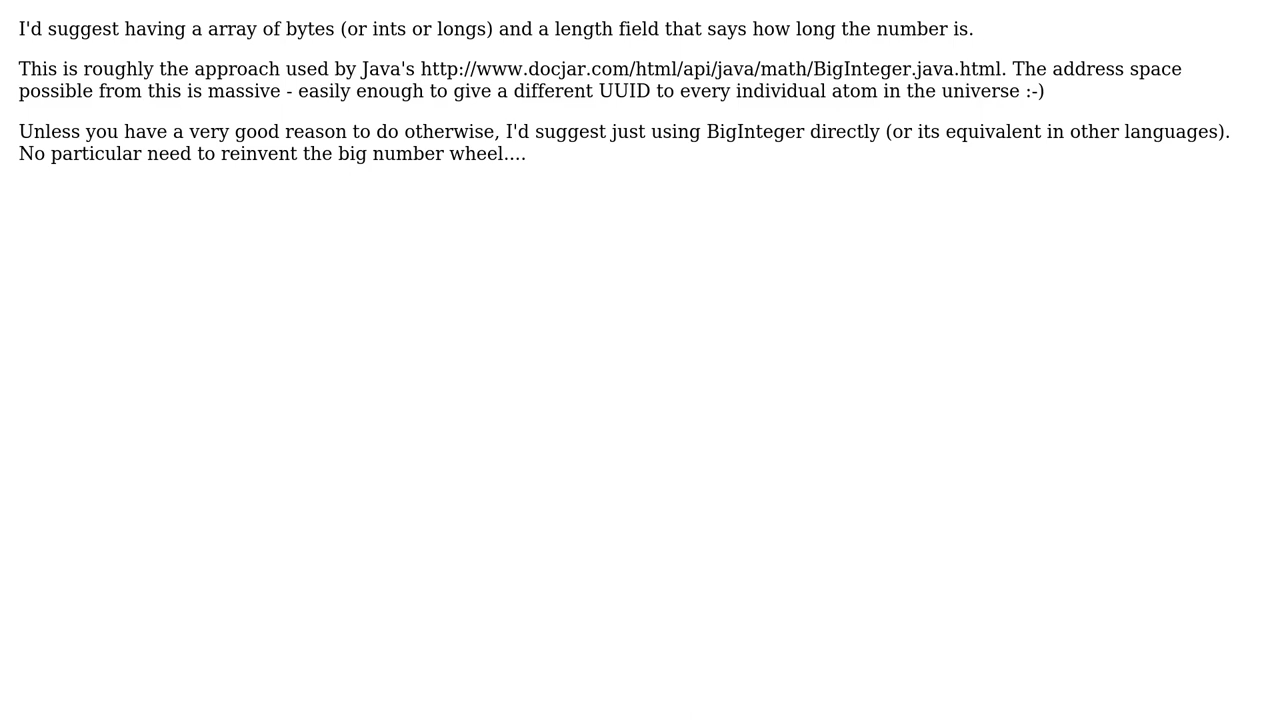 I'd suggest having a array of bytes (or ints or longs) and a length field that says how long the number is.
This is roughly the approach used by Java's http://www.docjar.com/html/api/java/math/BigInteger.java.html. The address space
possible from this is massive - easily enough to give a different UUID to every individual atom in the universe :-)
Unless you have a very good reason to do otherwise, I'd suggest just using BigInteger directly (or its equivalent in other languages).
No particular need to reinvent the big number wheel....